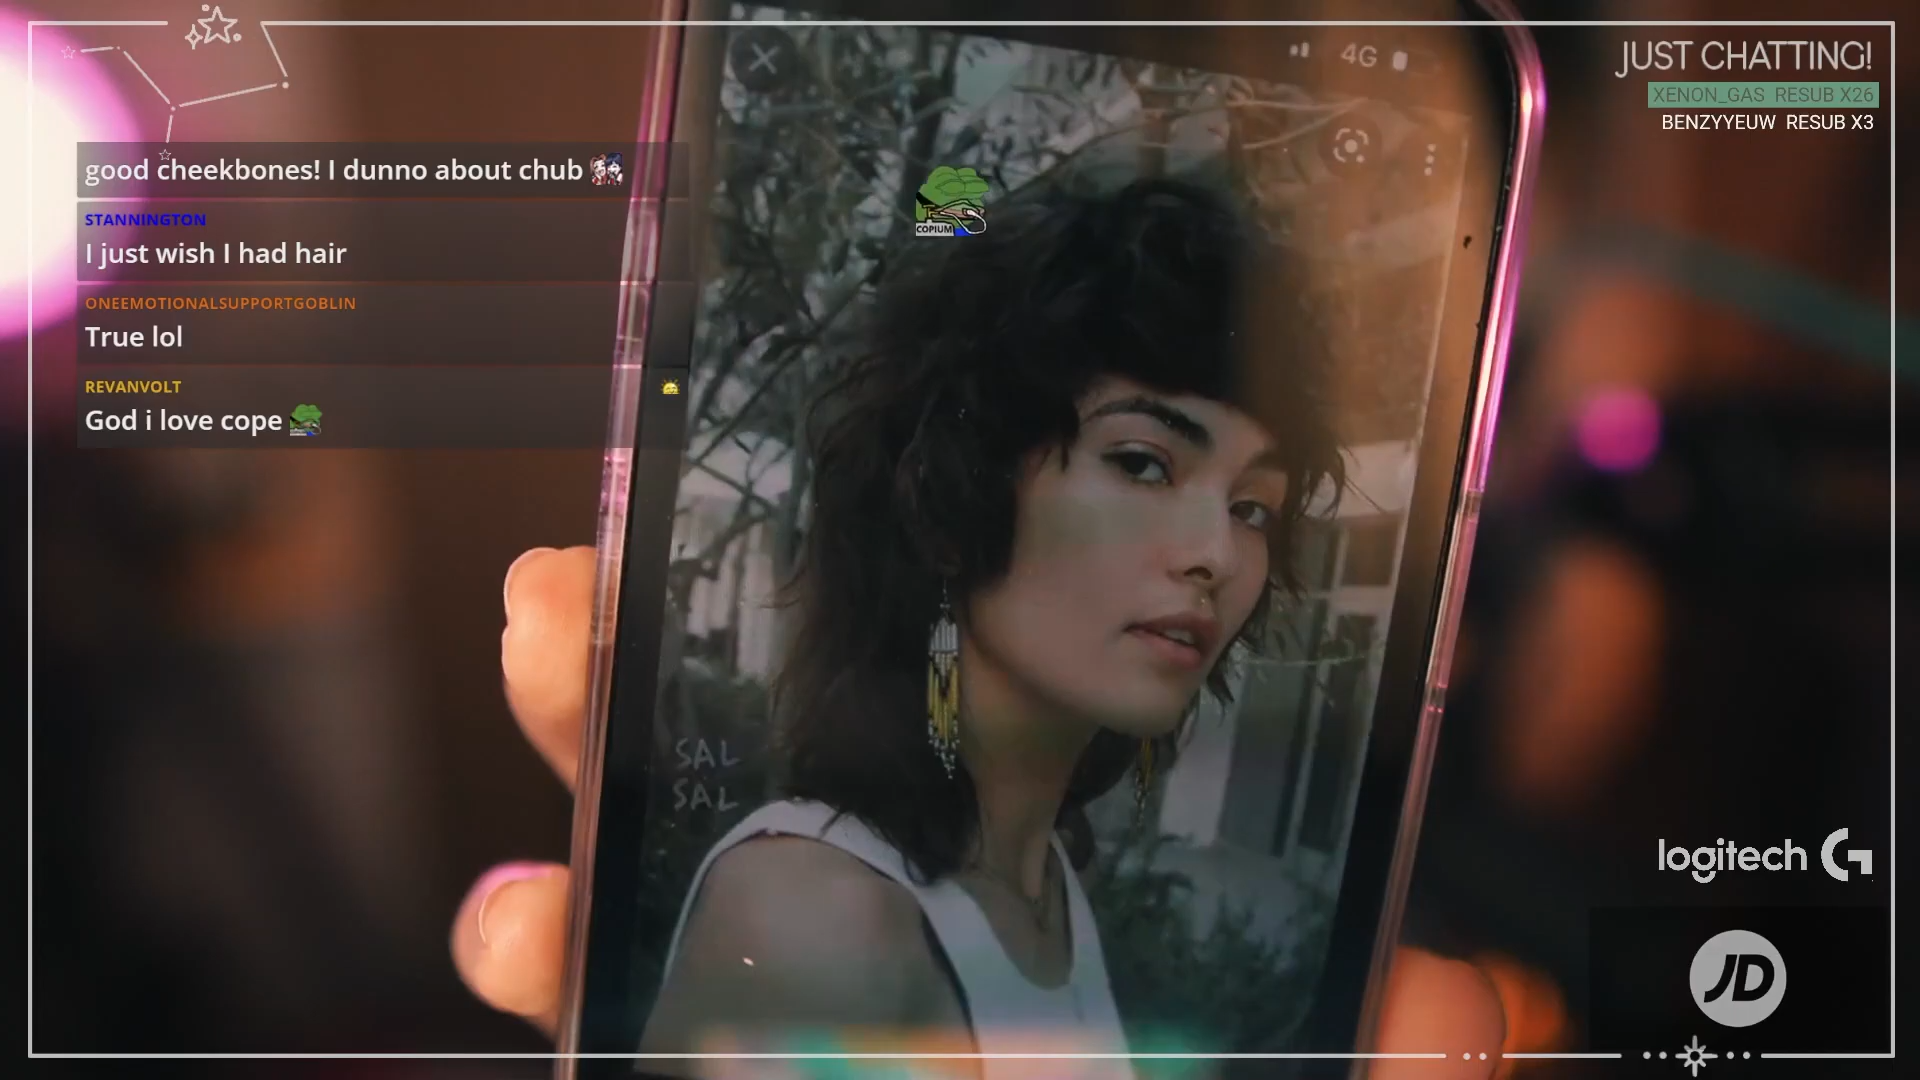 JUST CHATTING!
XENON_GAS RESUB X26
BENZYYEUW RESUB X3
4G
good cheekbones! I dunno about chub
STANNINGTON
I just wish I had hair
ONEEMOTIONALSUPPORTGOBLIN
True lol
REVANVOLT
God i love cope
COPIUM
SAL
SAL
logitech G
JD